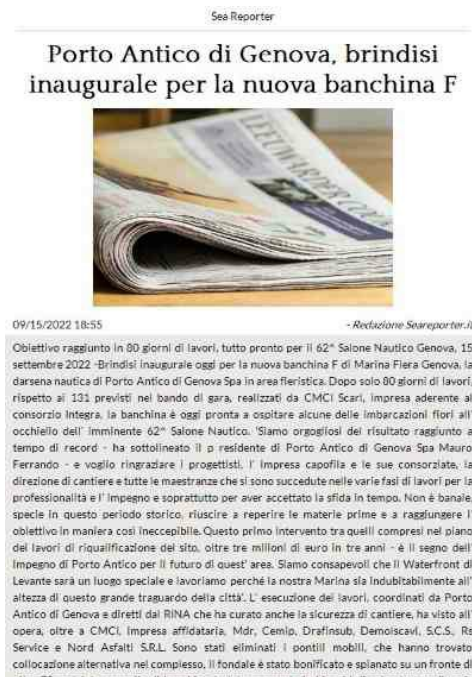 Sea Reporter
Porto Antico di Genova, brindisi
inaugurale per la nuova banchina F
LEEUWARDER COU
09/15/2022 18:55
- Redazione Seareporter.it
Obiettivo raggiunto in 80 giorni di lavori, tutto pronto per il 62° Salone Nautico Genova, 15
settembre 2022 -Brindisi inaugurale oggi per la nuova banchina F di Marina Fiera Genova, la
darsena nautica di Porto Antico di Genova Spa in area fieristica. Dopo solo 80 giorni di lavori,
rispetto ai 131 previsti nel bando di gara, realizzati da CMCI Scarl, impresa aderente al
consorzio Integra, la banchina è oggi pronta a ospitare alcune delle imbarcazioni fiori all'
occhiello dell' imminente 62° Salone Nautico. 'Siamo orgogliosi del risultato raggiunto a
tempo di record - ha sottolineato il p residente di Porto Antico di Genova Spa Mauro
Ferrando - e voglio ringraziare i progettisti, l' impresa capofila e le sue consorziate, la
direzione di cantiere e tutte le maestranze che si sono succedute nelle varie fasi di lavori per la
professionalità e l' impegno e soprattutto per aver accettato la sfida in tempo. Non è banale,
specie in questo periodo storico, riuscire a reperire le materie prime e a raggiungere l'
obiettivo in maniera così ineccepibile. Questo primo intervento tra quelli compresi nel piano
dei lavori di riqualificazione del sito, oltre tre milioni di euro in tre anni - è il segno dell'
impegno di Porto Antico per il futuro di quest' area. Siamo consapevoli che il Waterfront di
Levante sarà un luogo speciale e lavoriamo perché la nostra Marina sia indubitabilmente all'
altezza di questo grande traguardo della città'. L' esecuzione dei lavori, coordinati da Porto
Antico di Genova e diretti dal RINA che ha curato anche la sicurezza di cantiere, ha visto all'
opera, oltre a CMCI, impresa affidataria, Mdr, Cemip, Drafinsub, Demolscavi, S.C.S., Rs
Service e Nord Asfalti S.R.L. Sono stati eliminati i pontili mobili, che hanno trovato
collocazione alternativa nel complesso, il fondale è stato bonificato e spianato su un fronte di